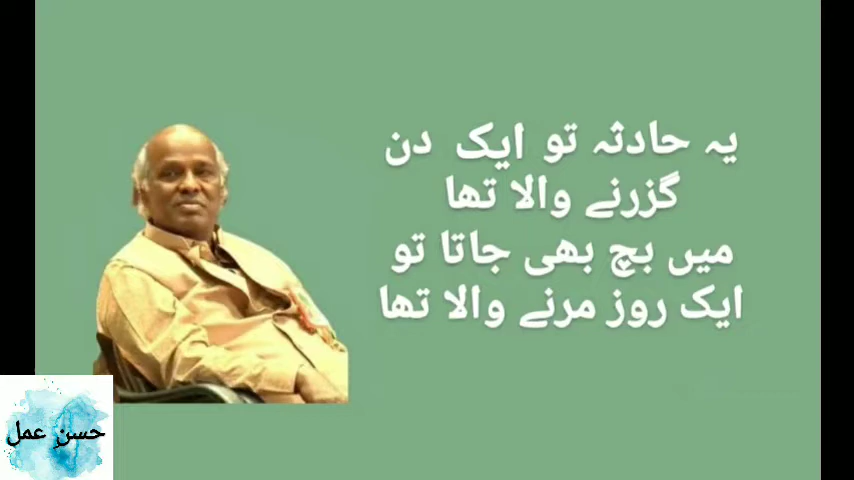 یہ حادثہ تو ایک دن
گزرنے والا تھا
میں بچ بھی جاتا تو
ایک روز مرنے والا تھا
حسن عمل